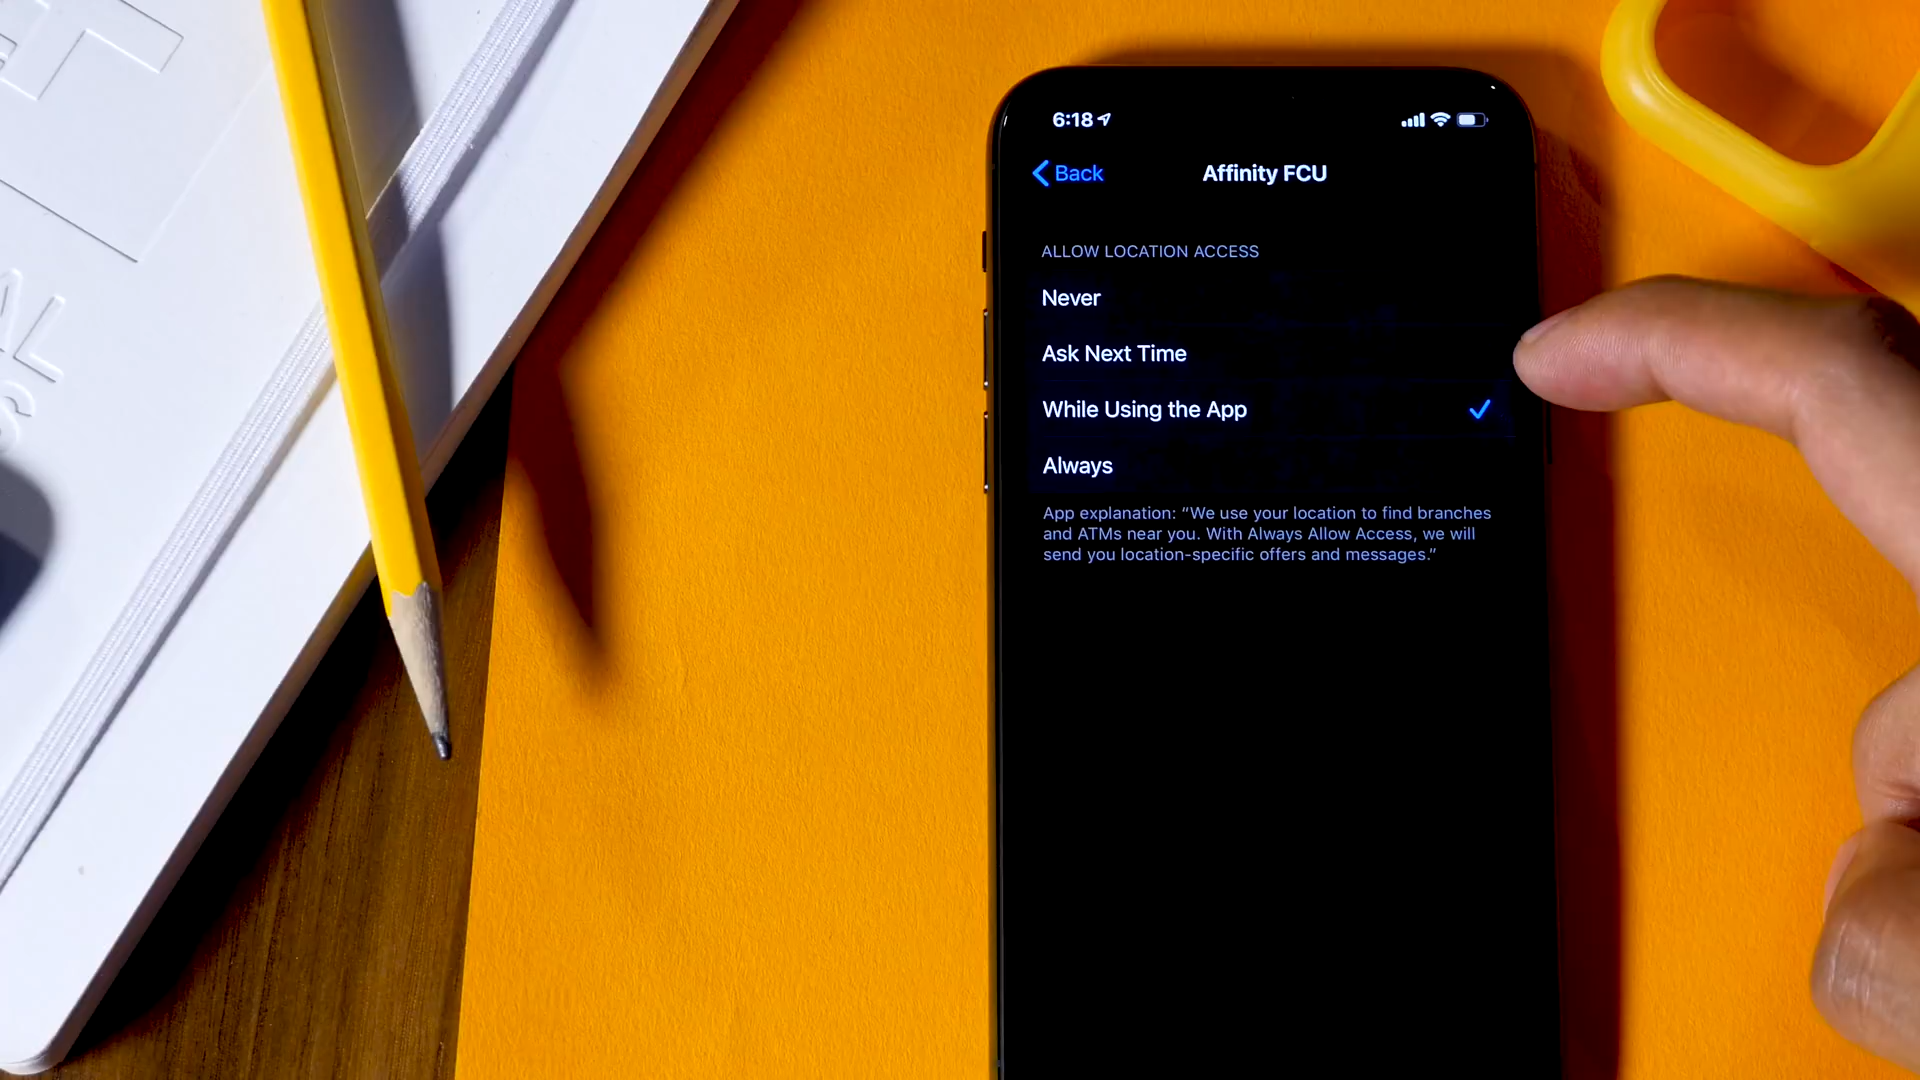 6:18
Back
Affinity FCU
ALLOW LOCATION ACCESS
Never
Ask Next Time
While Using the App
Always
App explanation: “We use your location to find branches
and ATMs near you. With Always Allow Access, we will
send you location-specific offers and messages.”